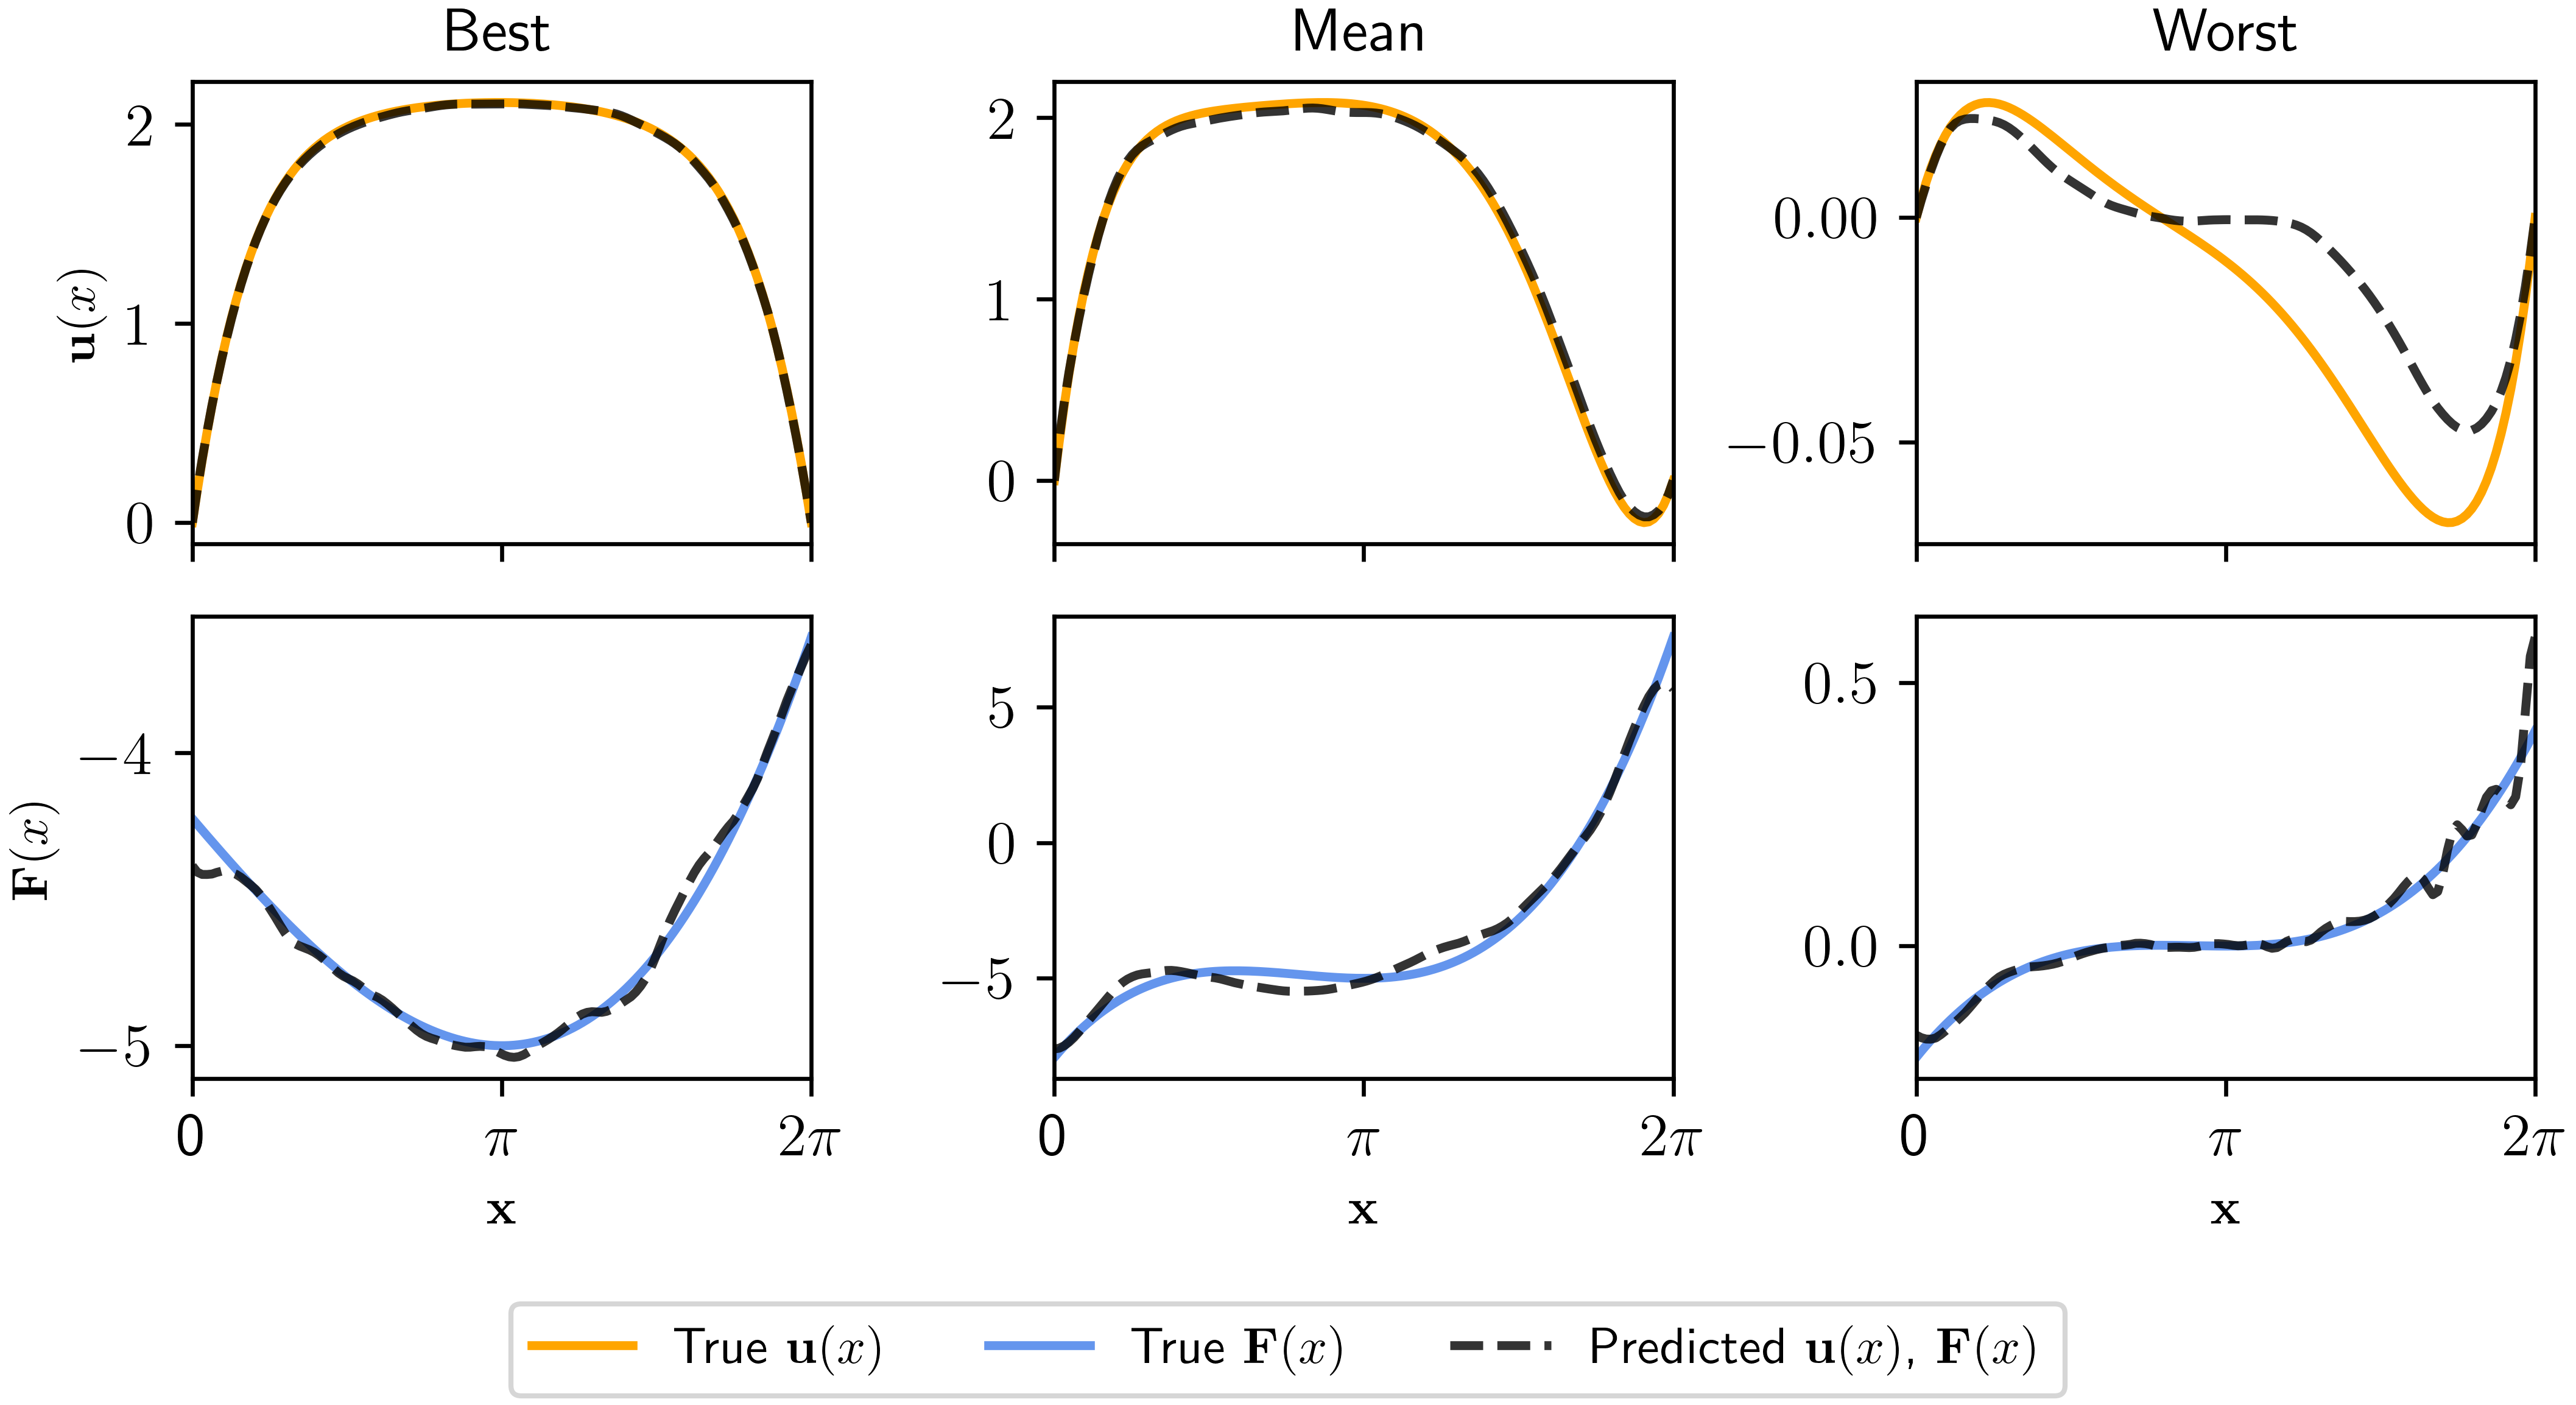 Best
Mean
Worst
u(x)
2
1
0
2
1
0
0.00
−0.05
F(x)
−4
−5
5
0
−5
0.5
0.0
0
π
2π
0
π
2π
0
π
2π
x
x
x
True u(x)
True F(x)
Predicted u(x), F(x)